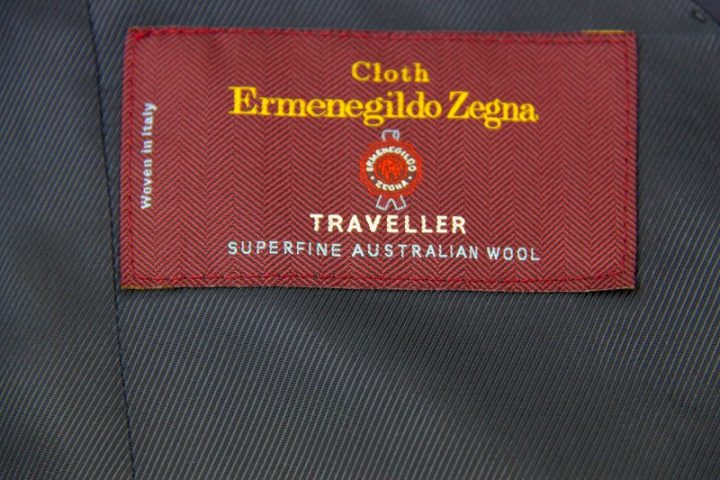 Cloth
Ermenegildo Zegna
Woven in Italy
ERMENEGILDO
ZEGNA
TRAVELLER
SUPERFINE AUSTRALIAN WOOL